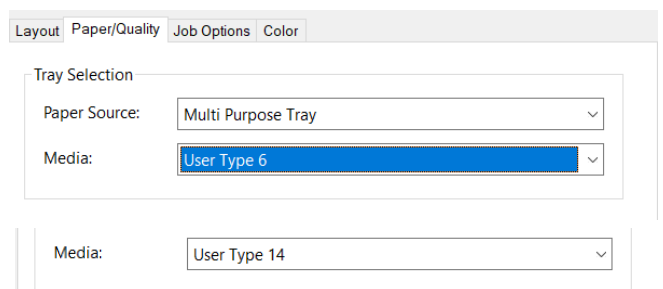 Layout Paper/Quality Job Options Color
Tray Selection
Paper Source: Multi Purpose Tray
Media: User Type 6
Media: User Type 14